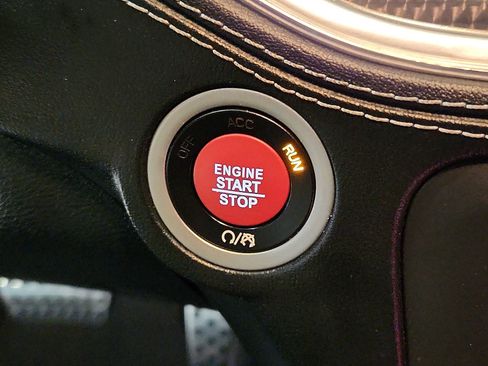 OFF
ACC
RUN
ENGINE
START
STOP